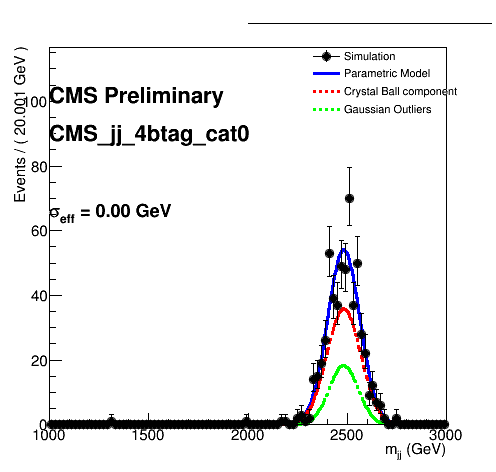 Simulation
Parametric Model
Crystal Ball component
Gaussian Outliers
CMS Preliminary
CMS_jj_4btag_cat0
σeff = 0.00 GeV
Events / ( 20.001 GeV )
100
80
60
40
20
0
1000 1500 2000 2500 3000
mjj (GeV)